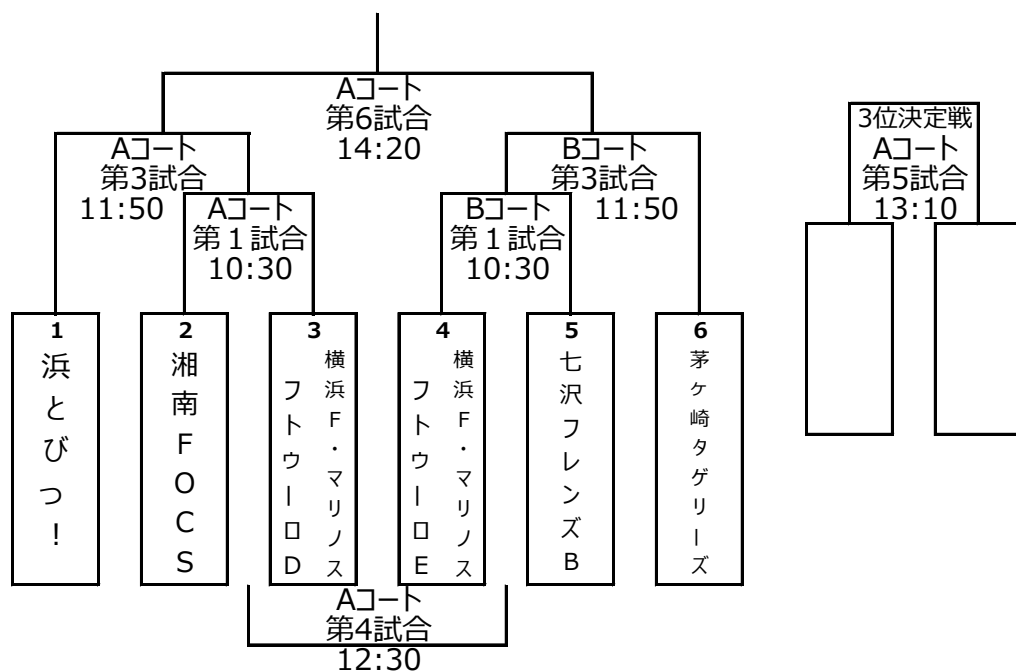 Aコート
第6試合
14:20
Aコート
第3試合
11:50
Bコート
第3試合
11:50
Aコート
第１試合
10:30
Bコート
第１試合
10:30
3位決定戦
Aコート
第5試合
13:10
1
浜とびつ！
2
湘南FOCS
3
横浜F・マリノス
フトゥーロD
4
横浜F・マリノス
フトゥーロE
5
七沢フレンズB
6
茅ケ崎タゲリーズ
Aコート
第4試合
12:30